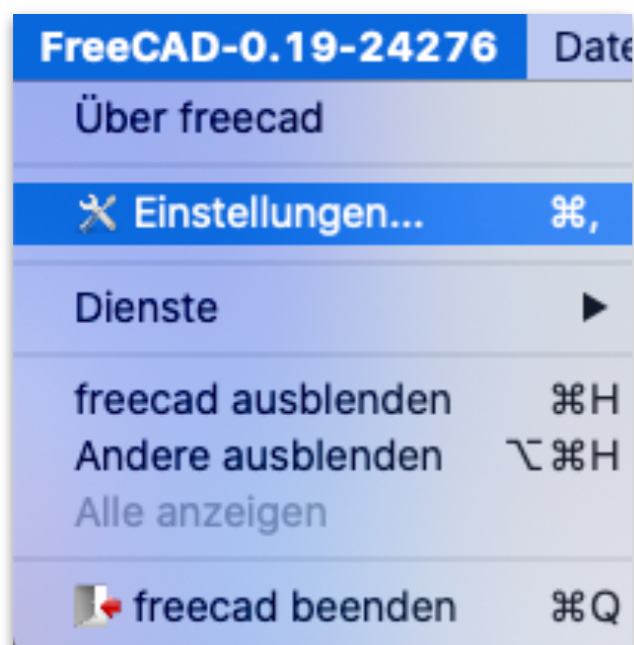 FreeCAD-0.19-24276 Date
Über freecad
Einstellungen... ⌘,
Dienste ▶
freecad ausblenden ⌘H
Andere ausblenden ⌥⌘H
Alle anzeigen
freecad beenden ⌘Q